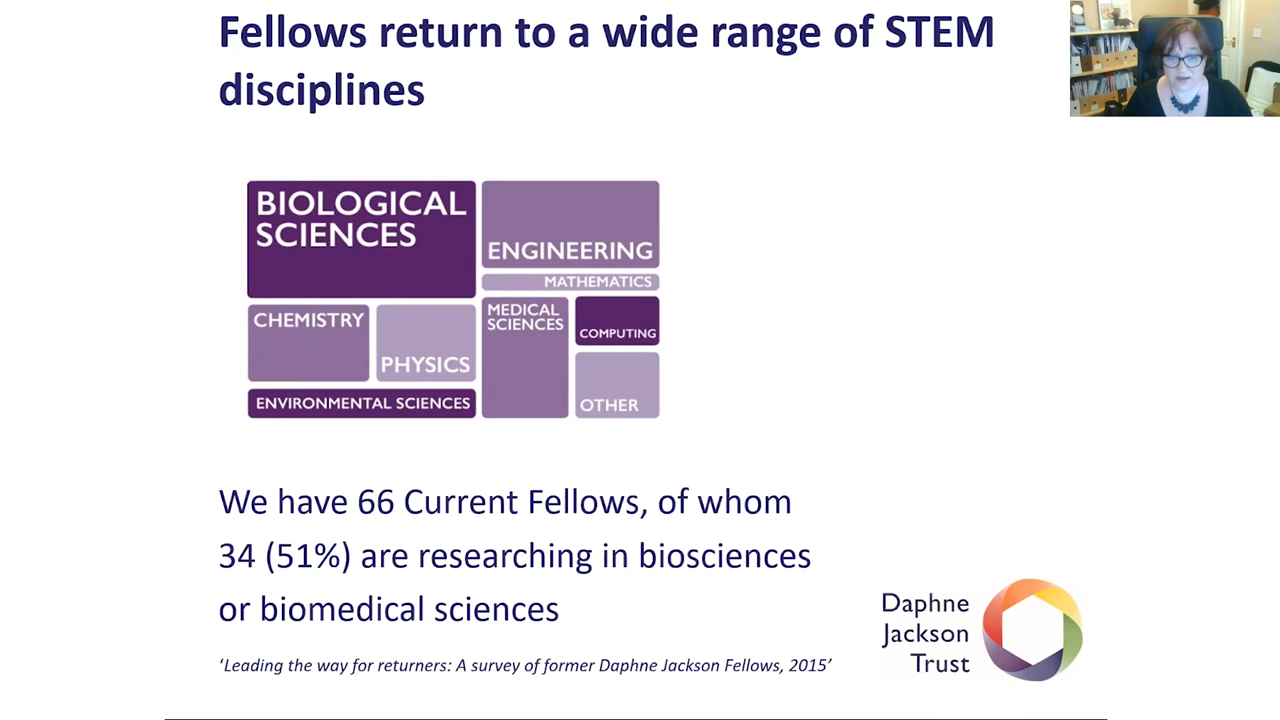 Fellows return to a wide range of STEM
disciplines
BIOLOGICAL
SCIENCES
ENGINEERING
MATHEMATICS
CHEMISTRY
PHYSICS
MEDICAL
SCIENCES
COMPUTING
ENVIRONMENTAL SCIENCES
OTHER
We have 66 Current Fellows, of whom
34 (51%) are researching in biosciences
or biomedical sciences
‘Leading the way for returners: A survey of former Daphne Jackson Fellows, 2015’
Daphne
Jackson
Trust